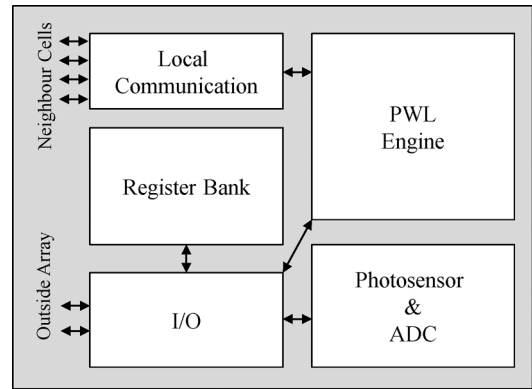 Neighbour Cells
Local
Communication
PWL
Engine
Register Bank
Outside Array
I/O
Photosensor
&
ADC